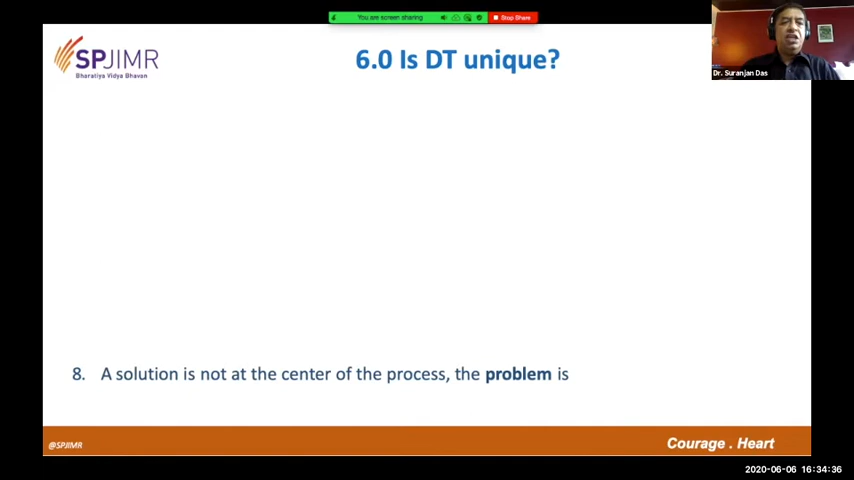 You are screen sharing
Stop Share
SPJIMR
Bharatiya Vidya Bhavan
6.0 Is DT unique?
Dr. Suranjan Das
8. A solution is not at the center of the process, the problem is
@SPJIMR
Courage . Heart
2020-06-06 16:34:36